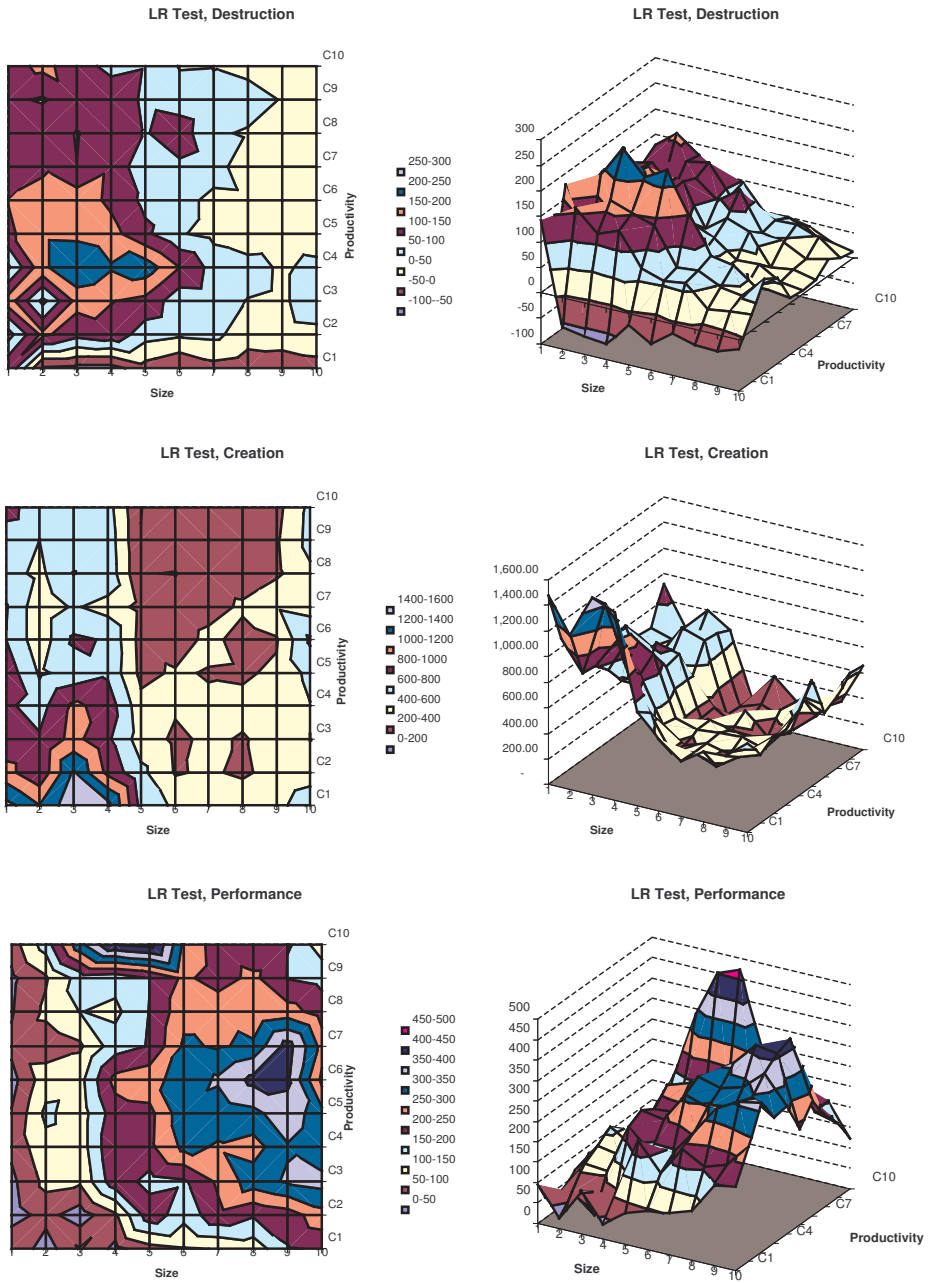 LR Test, Destruction
C10
C9
C8
C7
C6
C5
C4
C3
C2
C1
Productivity
1 2 3 4 5 6 7 8 9 10
Size
250-300
200-250
150-200
100-150
50-100
0-50
-50-0
-100--50
LR Test, Destruction
300
250
200
150
100
50
0
-50
-100
1 2 3 4 5 6 7 8 9 10
Size
C1
C4
C7
C10
Productivity
LR Test, Creation
C10
C9
C8
C7
C6
C5
C4
C3
C2
C1
Productivity
1 2 3 4 5 6 7 8 9 10
Size
1400-1600
1200-1400
1000-1200
800-1000
600-800
400-600
200-400
0-200
LR Test, Creation
1,600.00
1,400.00
1,200.00
1,000.00
800.00
600.00
400.00
200.00
-
1 2 3 4 5 6 7 8 9 10
Size
C1
C4
C7
C10
Productivity
LR Test, Performance
C10
C9
C8
C7
C6
C5
C4
C3
C2
C1
Productivity
1 2 3 4 5 6 7 8 9 10
Size
450-500
400-450
350-400
300-350
250-300
200-250
150-200
100-150
50-100
0-50
LR Test, Performance
500
450
400
350
300
250
200
150
100
50
0
1 2 3 4 5 6 7 8 9 10
Size
C1
C4
C7
C10
Productivity